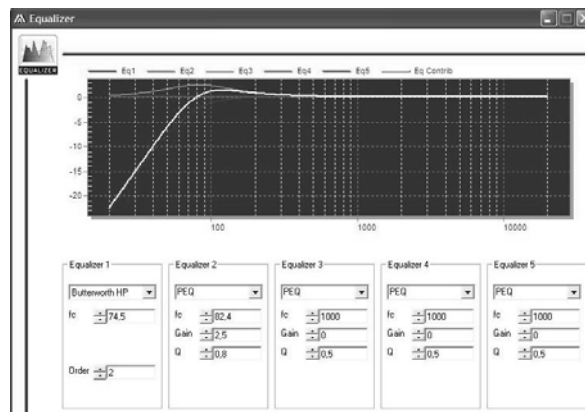 Equalizer
EQUALIZER
Eq1 Eq2 Eq3 Eq4 Eq5 Eq Contrib
0
-5
-10
-15
-20
100 1000 10000
Equalizer 1 Equalizer 2 Equalizer 3 Equalizer 4 Equalizer 5
Butterworth HP PEQ PEQ PEQ PEQ
fc 74,5 fc 82,4 fc 1000 fc 1000 fc 1000
Gain 2,5 Gain 0 Gain 0 Gain 0
Order 2 Q 0,8 Q 0,5 Q 0,5 Q 0,5